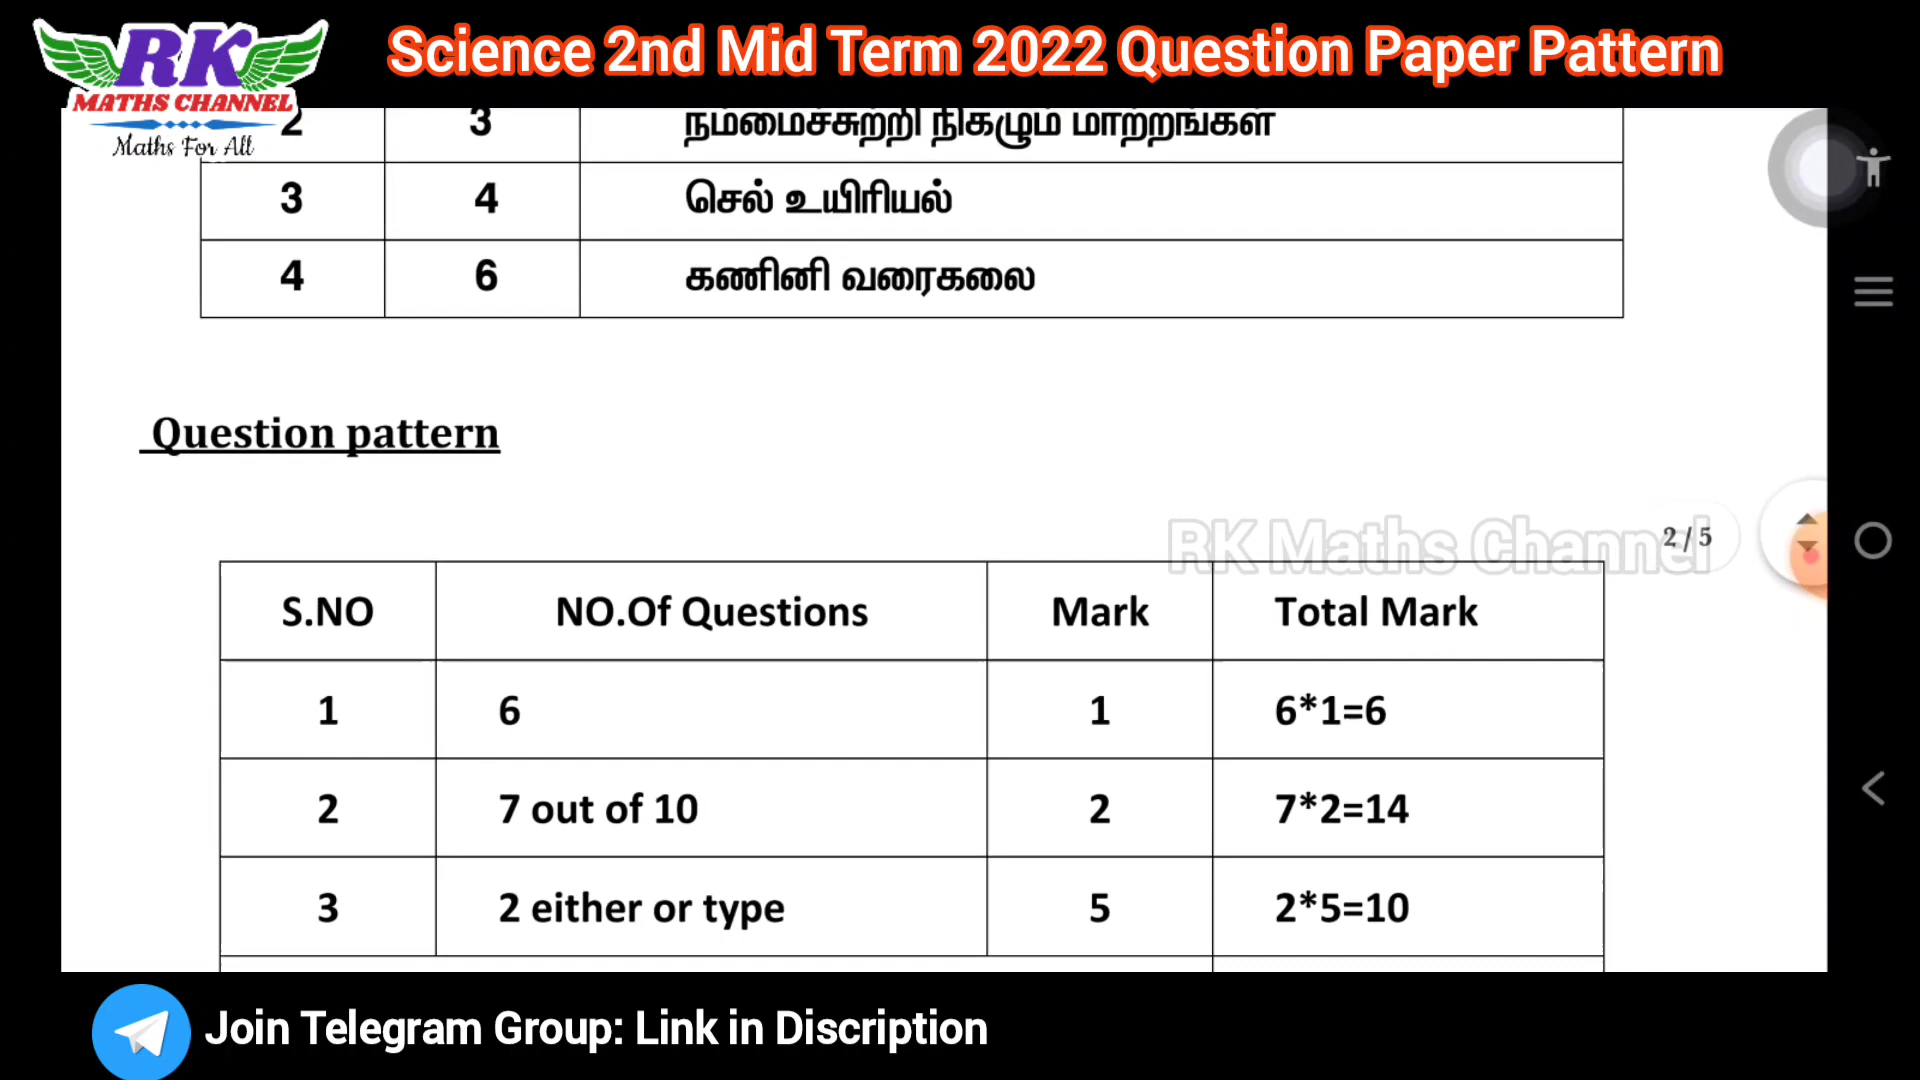 RK
MATHS CHANNEL
Maths For All
Science 2nd Mid Term 2022 Question Paper Pattern
2 3 நம்மைச்சுற்றி நிகழும் மாற்றங்கள்
3 4 செல் உயிரியல்
4 6 கணினி வரைகலை
Question pattern
RK Maths Channel
2 / 5
S.NO NO.Of Questions Mark Total Mark
1 6 1 6*1=6
2 7 out of 10 2 7*2=14
3 2 either or type 5 2*5=10
Join Telegram Group: Link in Discription